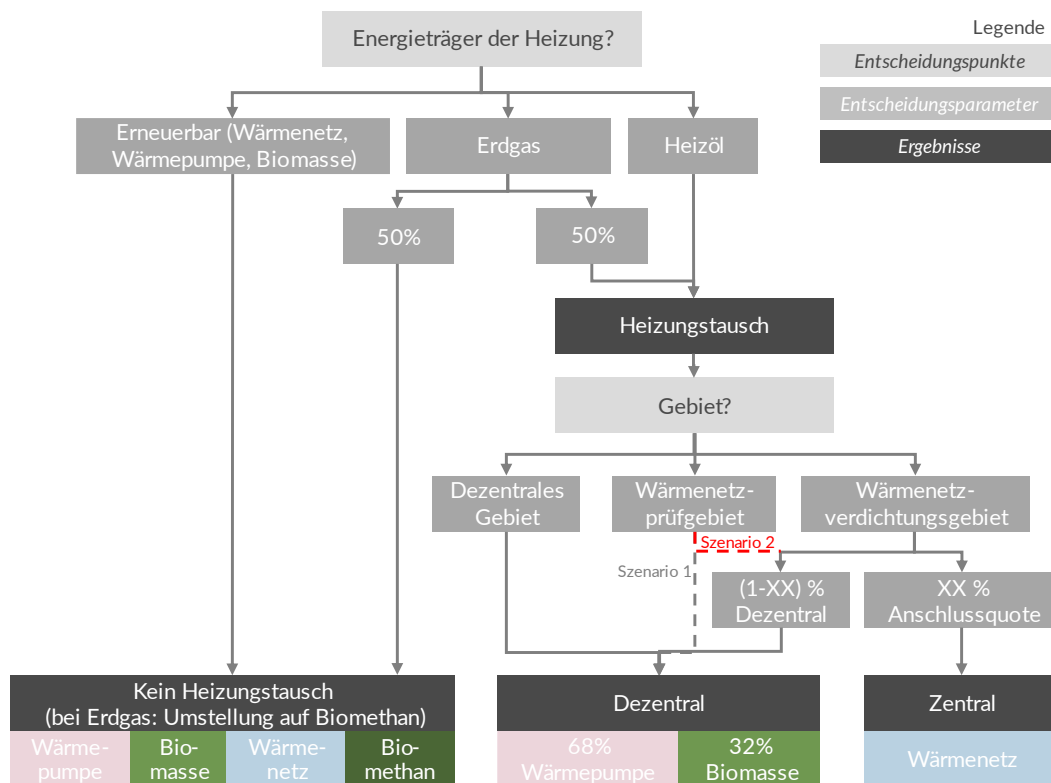 Energieträger der Heizung?
Legende
Entscheidungspunkte
Entscheidungsparameter
Ergebnisse
Erneuerbar (Wärmenetz,
Wärmepumpe, Biomasse)
Erdgas
Heizöl
50%
50%
Heizungstausch
Gebiet?
Dezentrales
Gebiet
Wärmenetz-
prüfgebiet
Wärmenetz-
verdichtungsgebiet
Szenario 2
Szenario 1
(1-XX) %
Dezentral
XX %
Anschlussquote
Kein Heizungstausch
(bei Erdgas: Umstellung auf Biomethan)
Wärme-
pumpe
Bio-
masse
Wärme-
netz
Bio-
methan
Dezentral
68%
Wärmepumpe
32%
Biomasse
Zentral
Wärmenetz